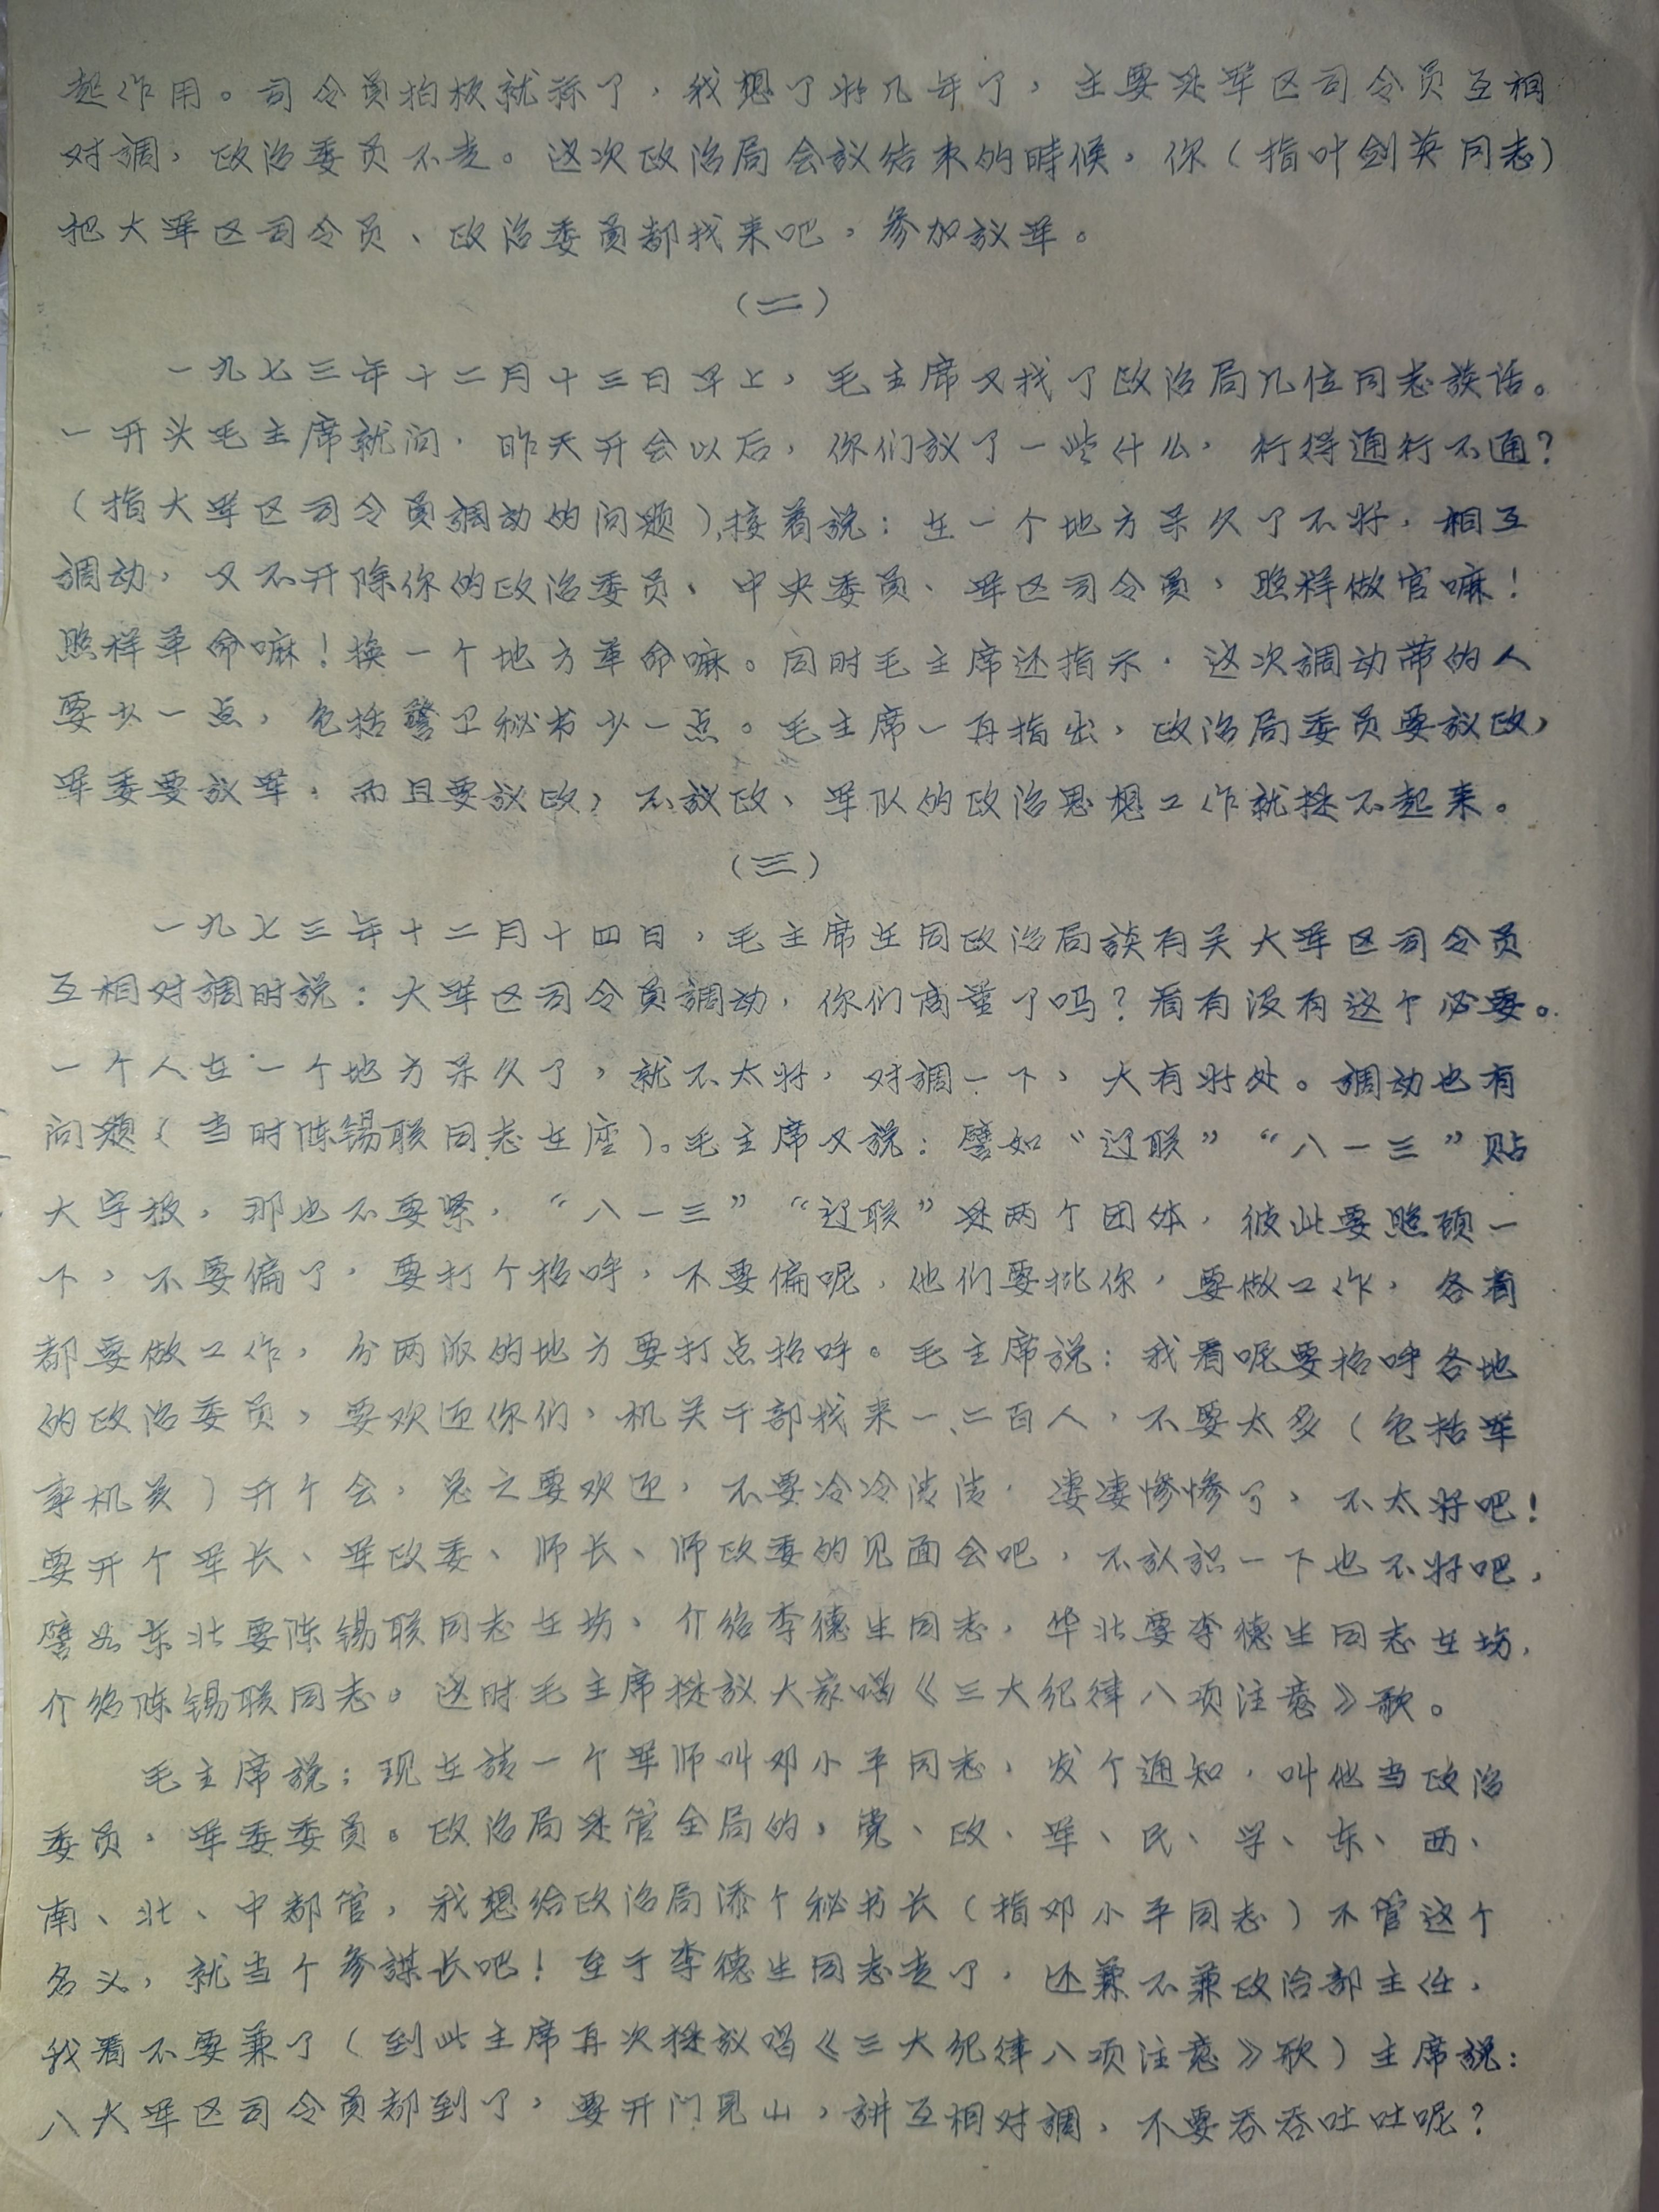 起作用。司令员拍板就算了，我想了好几年了，主要是军区司令员互相
对調，政治委员不走。这次政治局会议结束的時候，你（指叶剑英同志）
把大军区司令员、政治委员都找来吧，参加议军。
（二）
一九七三年十二月十三日早上，毛主席又找了政治局几位同志谈话。
一开头毛主席就问，昨天开会以后，你们议了一些什么，行得通行不通？
（指大军区司令员調动的问题），接着説：在一个地方呆久了不好，相互
調动，又不开除你的政治委员、中央委员、军区司令员，照样做官嘛！
照样革命嘛！换一个地方革命嘛。同时毛主席还指示，这次調动带的人
要少一点，包括警卫秘书少一点。毛主席一再指出，政治局委员要议政，
军委要议军，而且要议政，不议政、军队的政治思想工作就提不起来。
（三）
一九七三年十二月十四日，毛主席在同政治局談有关大军区司令员
互相对調时説：大军区司令员調动，你们商量了吗？看有没有这个必要。
一个人在一个地方呆久了，就不太好，对調一下，大有好处。調动也有
问题（当时陈锡联同志在座）。毛主席又説：譬如“辽联”“八一三”贴
大字报，那也不要紧，“八一三”“辽联”是两个团体，彼此要照顾一
下，不要偏了，要打个招呼，不要偏呢，他们要批你，要做工作，各省
都要做工作，分两派的地方要打点招呼。毛主席説：我看呢要招呼各地
的政治委员，要欢迎你们，机关干部找来一、二百人，不要太多（包括军
事机关）开个会，总之要欢迎，不要冷冷清清，凄凄惨惨了，不太好吧！
要开个军长、军政委、师长、师政委的见面会吧，不认识一下也不好吧，
譬如东北要陈锡联同志在场、介绍李德生同志，华北要李德生同志在场，
介绍陈锡联同志。这时毛主席提议大家唱《三大纪律八项注意》歌。
毛主席説：现在請一个军师叫邓小平同志，发个通知，叫他当政治
委员，军委委员。政治局是管全局的，党、政、军、民、学、东、西、
南、北、中都管，我想给政治局添个秘书长（指邓小平同志）不管这个
名义，就当个参謀长吧！至于李德生同志走了，还兼不兼政治部主任，
我看不要兼了（到此主席再次提议唱《三大纪律八项注意》歌）主席説：
八大军区司令员都到了，要开门见山，讲互相对調，不要吞吞吐吐呢？